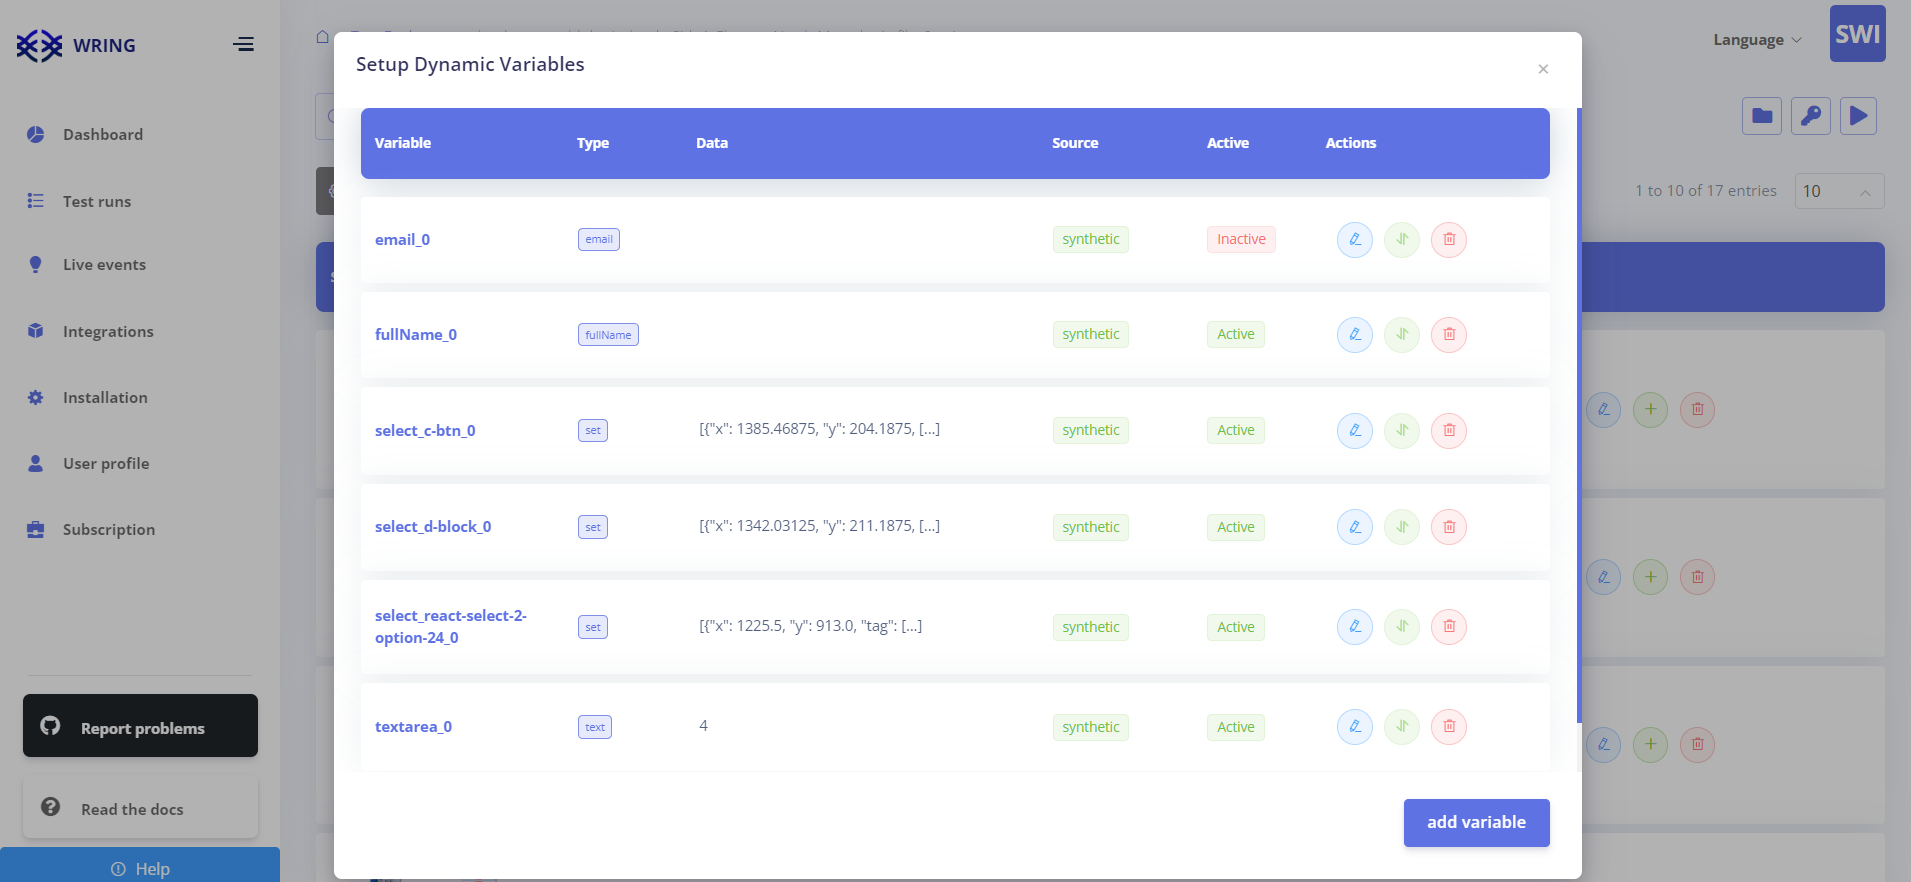 WRING
Language
SWI
Dashboard
Test runs
Live events
Integrations
Installation
User profile
Subscription
Report problems
Read the docs
Help
1 to 10 of 17 entries
10
Setup Dynamic Variables
×
Variable Type Data Source Active Actions
email_0 email synthetic Inactive
fullName_0 fullName synthetic Active
select_c-btn_0 set [{"x": 1385.46875, "y": 204.1875, [...] synthetic Active
select_d-block_0 set [{"x": 1342.03125, "y": 211.1875, [...] synthetic Active
select_react-select-2-
option-24_0 set [{"x": 1225.5, "y": 913.0, "tag": [...] synthetic Active
textarea_0 text 4 synthetic Active
add variable